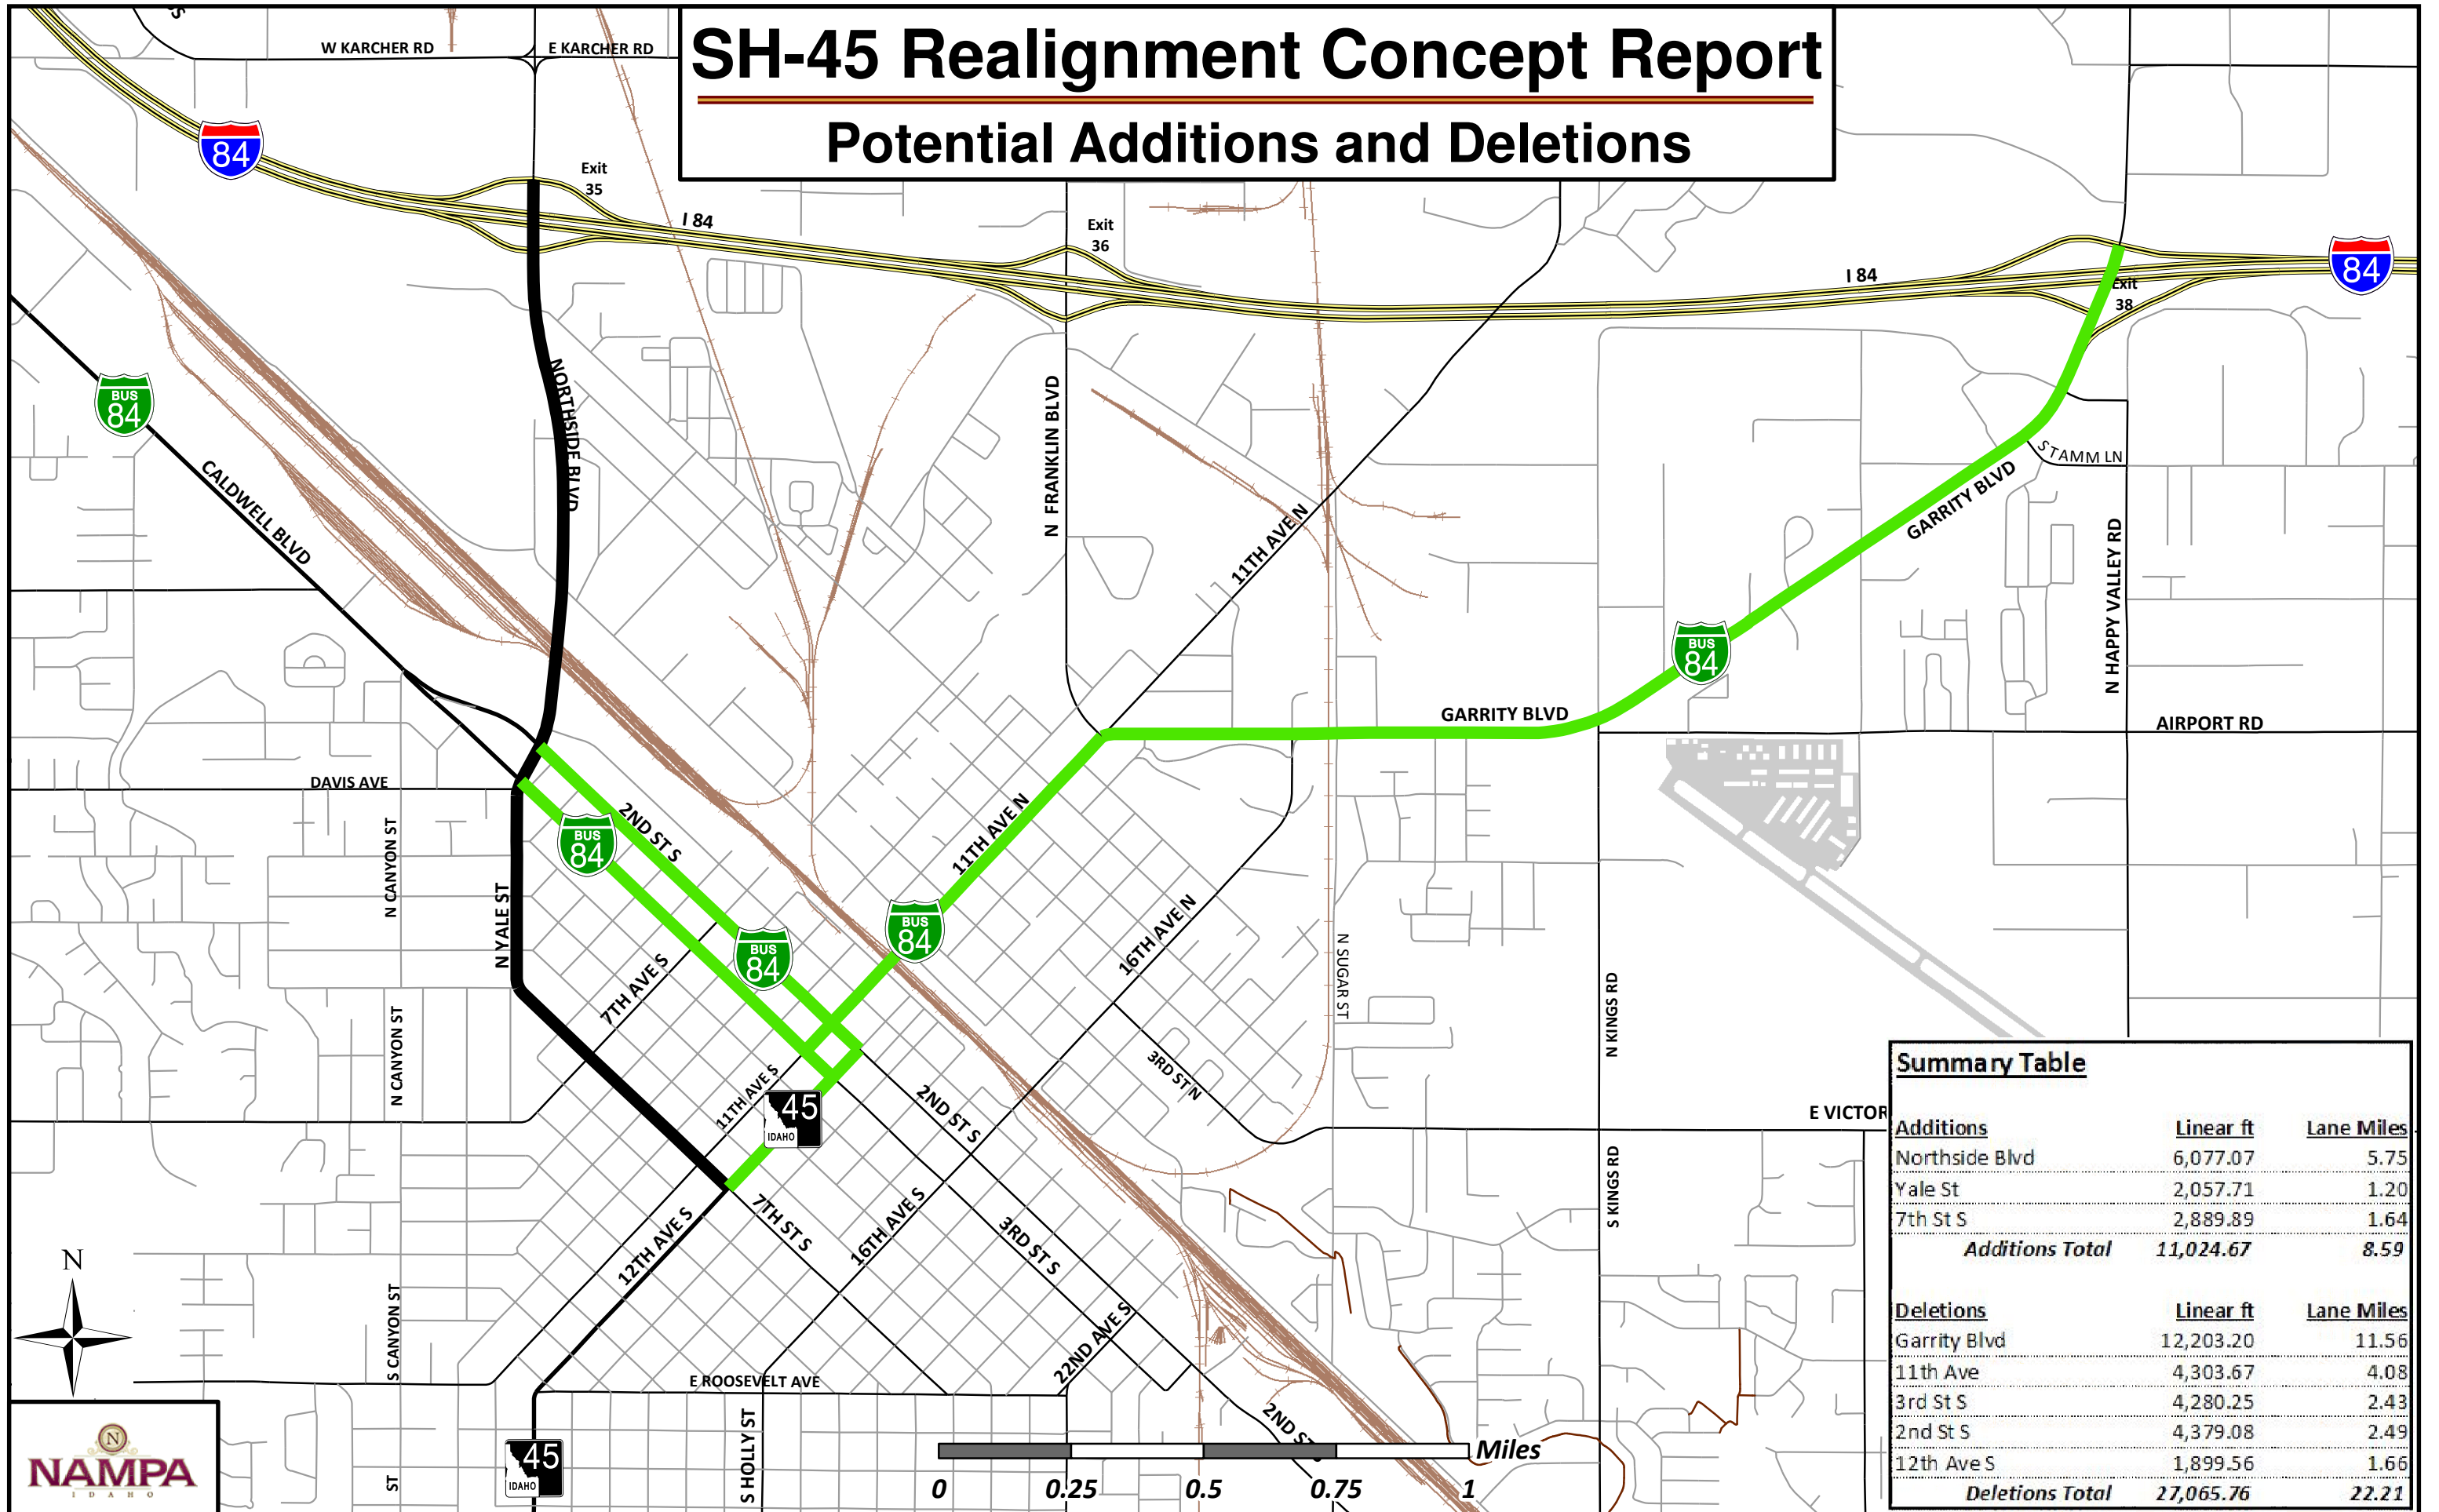 SH-45 Realignment Concept Report
Potential Additions and Deletions
W KARCHER RD
E KARCHER RD
84
Exit
35
I 84
Exit
36
I 84
84
Exit
38
BUS
84
NORTHSIDE BLVD
N FRANKLIN BLVD
CALDWELL BLVD
11TH AVE N
STAMM LN
GARRITY BLVD
N HAPPY VALLEY RD
BUS
84
GARRITY BLVD
AIRPORT RD
DAVIS AVE
N CANYON ST
2ND ST S
BUS
84
11TH AVE N
N YALE ST
BUS
84
BUS
84
7TH AVE S
16TH AVE N
N SUGAR ST
N KINGS RD
N CANYON ST
3RD ST N
11TH AVE S
45
IDAHO
2ND ST S
E VICTOR
S KINGS RD
12TH AVE S
7TH ST S
16TH AVE S
3RD ST S
N
S CANYON ST
22ND AVE S
E ROOSEVELT AVE
S HOLLY ST
2ND ST
45
IDAHO
ST
N
NAMPA
IDAHO
Miles
0 0.25 0.5 0.75 1
Summary Table
Additions Linear ft Lane Miles
Northside Blvd 6,077.07 5.75
Yale St 2,057.71 1.20
7th St S 2,889.89 1.64
Additions Total 11,024.67 8.59
Deletions Linear ft Lane Miles
Garrity Blvd 12,203.20 11.56
11th Ave 4,303.67 4.08
3rd St S 4,280.25 2.43
2nd St S 4,379.08 2.49
12th Ave S 1,899.56 1.66
Deletions Total 27,065.76 22.21